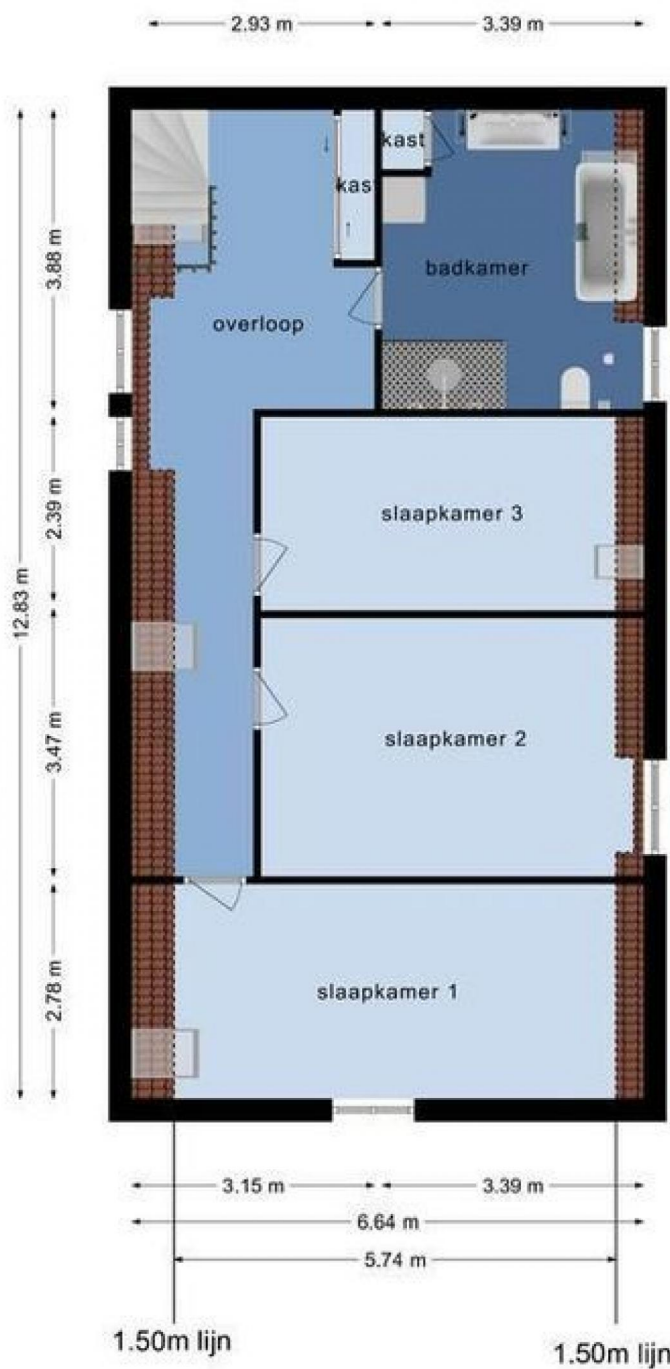 2.93 m
3.39 m
kast
kast
badkamer
3.88 m
overloop
2.39 m
slaapkamer 3
12.83 m
3.47 m
slaapkamer 2
2.78 m
slaapkamer 1
3.15 m
3.39 m
6.64 m
5.74 m
1.50m lijn
1.50m lijn